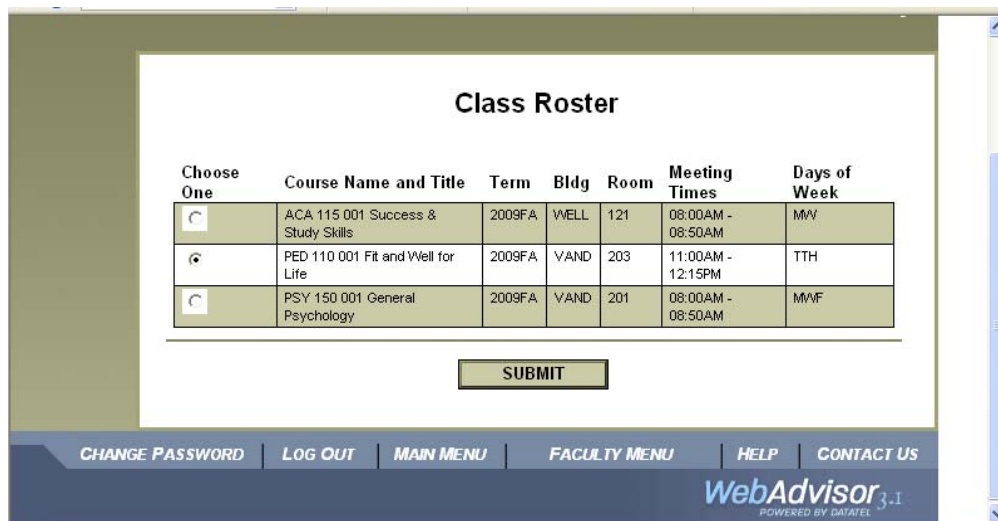 Class Roster
Choose One Course Name and Title Term Bldg Room Meeting Times Days of Week
ACA 115 001 Success & Study Skills 2009FA WELL 121 08:00AM - 08:50AM MW
PED 110 001 Fit and Well for Life 2009FA VAND 203 11:00AM - 12:15PM TTH
PSY 150 001 General Psychology 2009FA VAND 201 08:00AM - 08:50AM MWF
SUBMIT
CHANGE PASSWORD LOG OUT MAIN MENU FACULTY MENU HELP CONTACT US
WebAdvisor 3.1
POWERED BY DATATEL